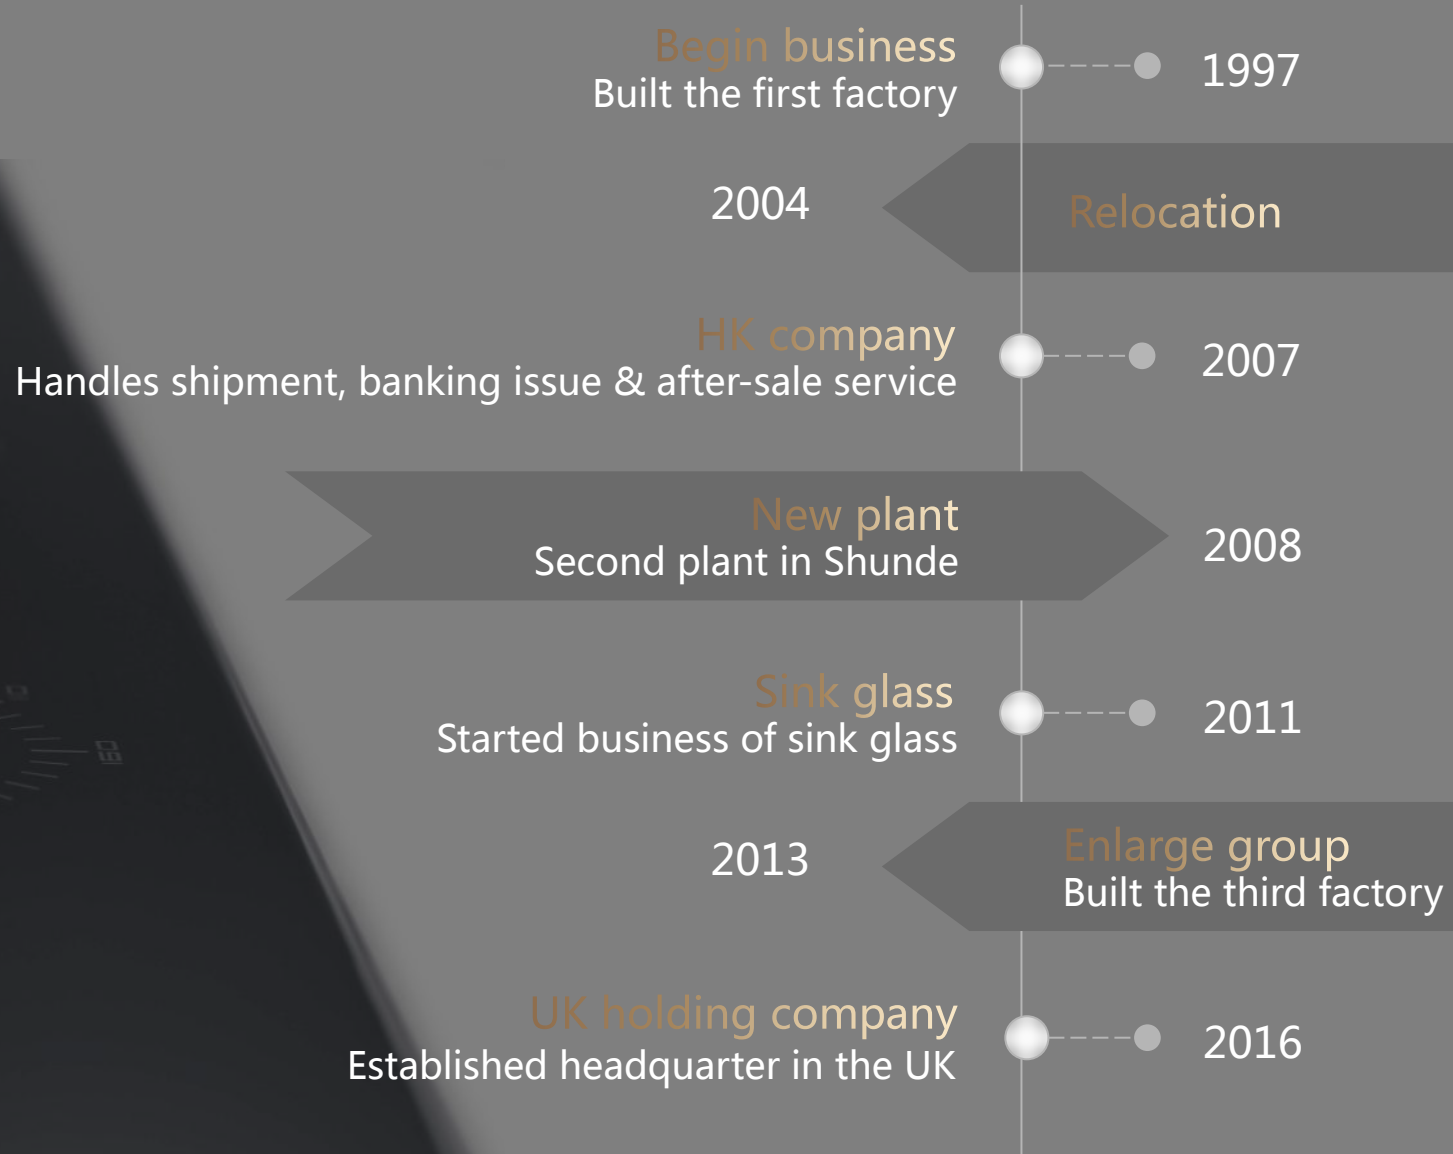 Begin business
Built the first factory
1997
2004
Relocation
HK company
Handles shipment, banking issue & after-sale service
2007
New plant
Second plant in Shunde
2008
Sink glass
Started business of sink glass
2011
2013
Enlarge group
Built the third factory
UK holding company
Established headquarter in the UK
2016